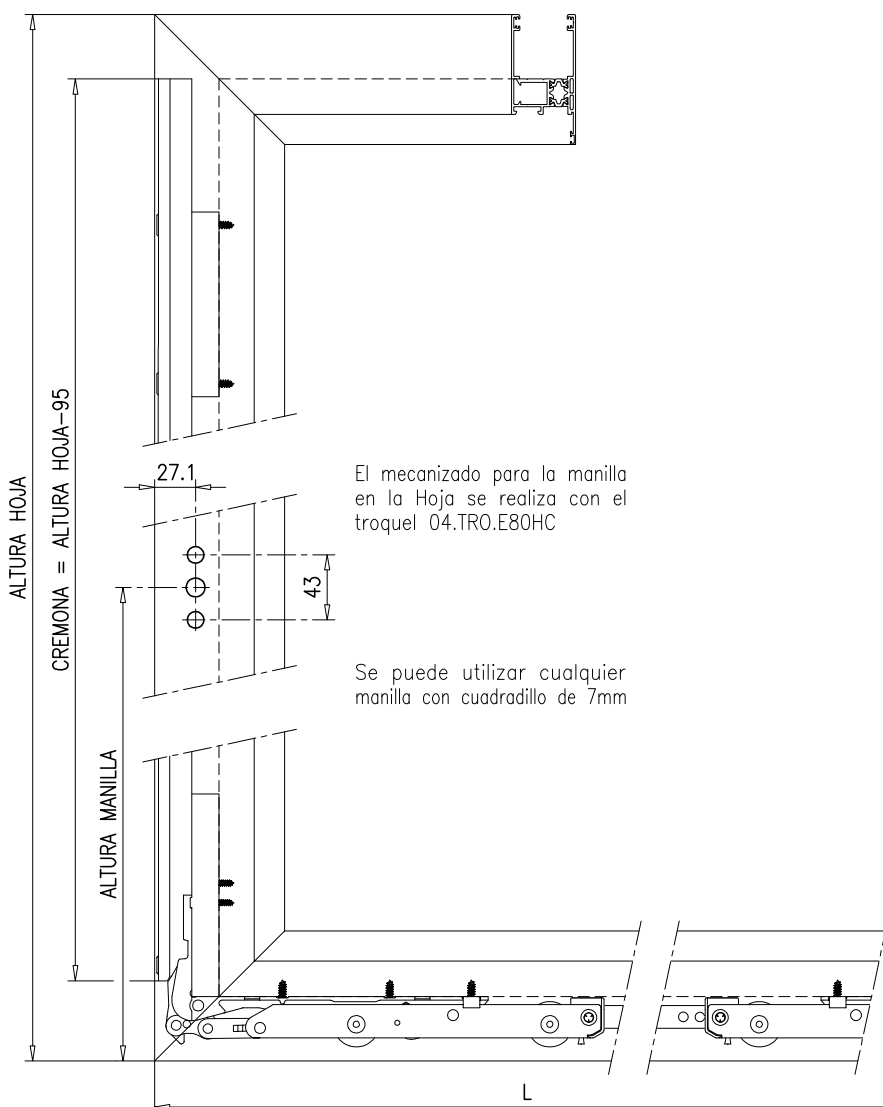 ALTURA HOJA
CREMONA = ALTURA HOJA-95
27.1
El mecanizado para la manilla
en la Hoja se realiza con el
troquel 04.TRO.E80HC
43
Se puede utilizar cualquier
manilla con cuadradillo de 7mm
ALTURA MANILLA
L